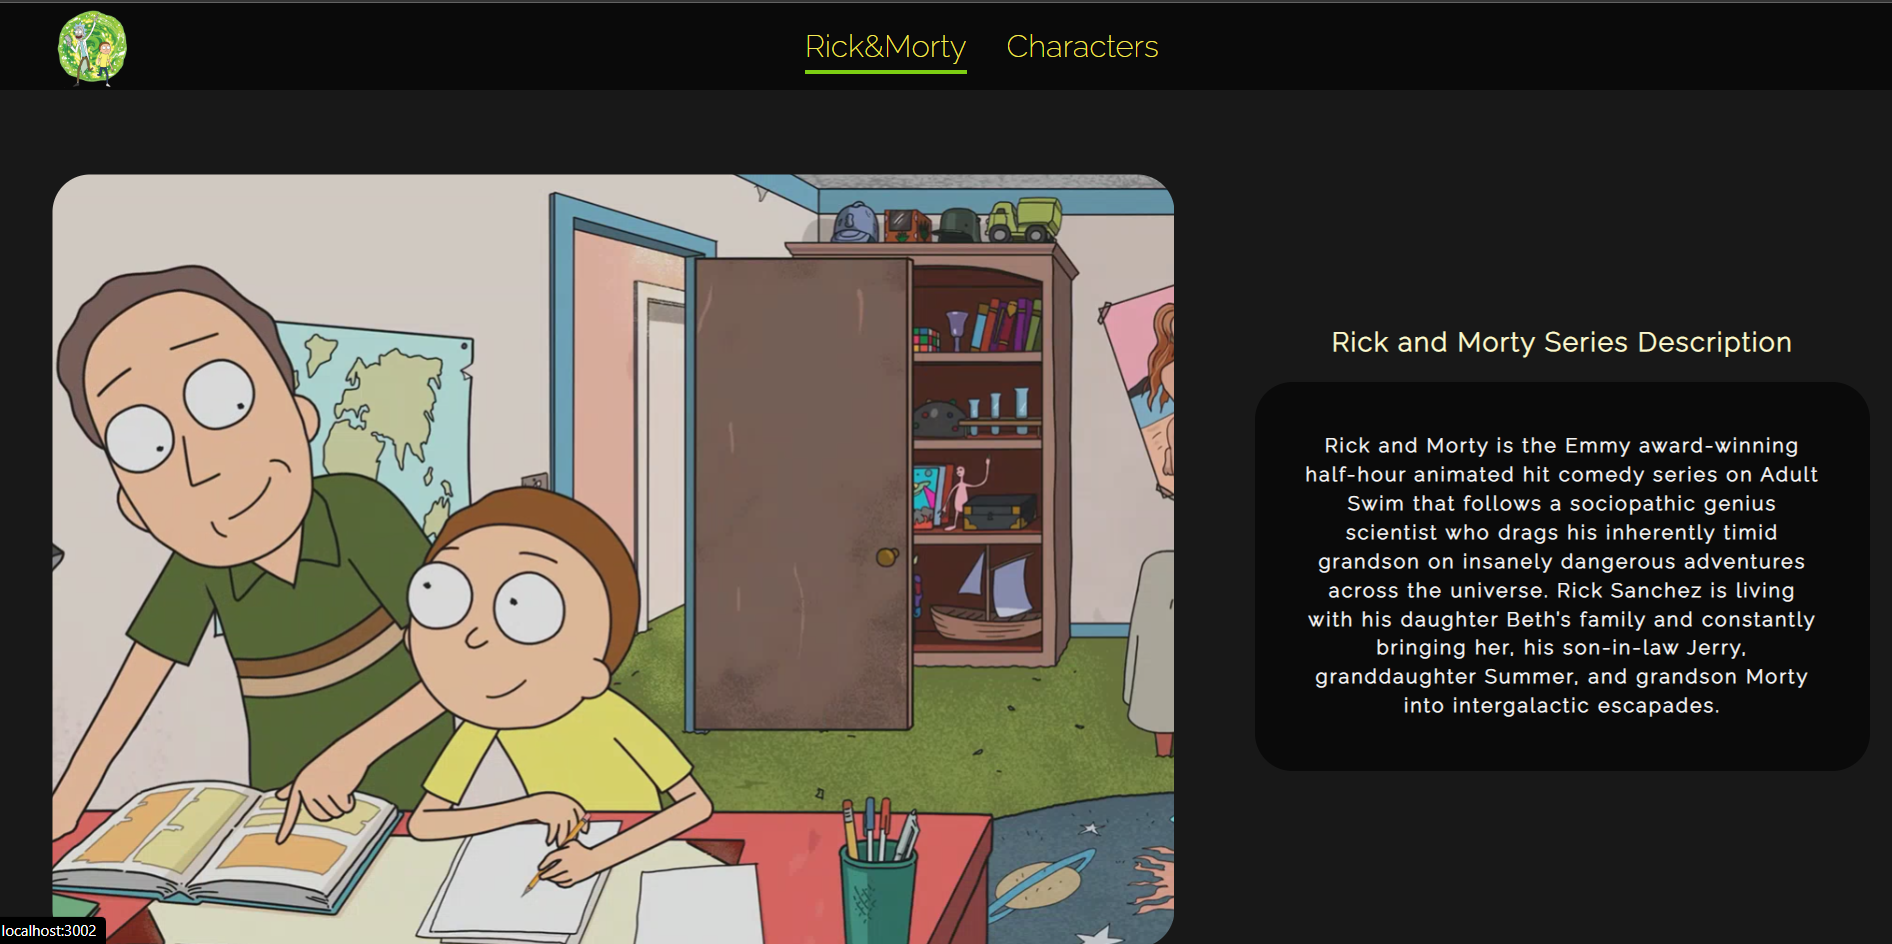 Rick&Morty
Characters
Rick and Morty Series Description
Rick and Morty is the Emmy award-winning
half-hour animated hit comedy series on Adult
Swim that follows a sociopathic genius
scientist who drags his inherently timid
grandson on insanely dangerous adventures
across the universe. Rick Sanchez is living
with his daughter Beth's family and constantly
bringing her, his son-in-law Jerry,
granddaughter Summer, and grandson Morty
into intergalactic escapades.
localhost:3002